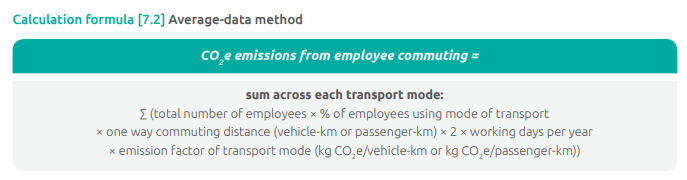 Calculation formula [7.2] Average-data method
CO₂e emissions from employee commuting =
sum across each transport mode:
∑ (total number of employees × % of employees using mode of transport
× one way commuting distance (vehicle-km or passenger-km) × 2 × working days per year
× emission factor of transport mode (kg CO₂e/vehicle-km or kg CO₂e/passenger-km))